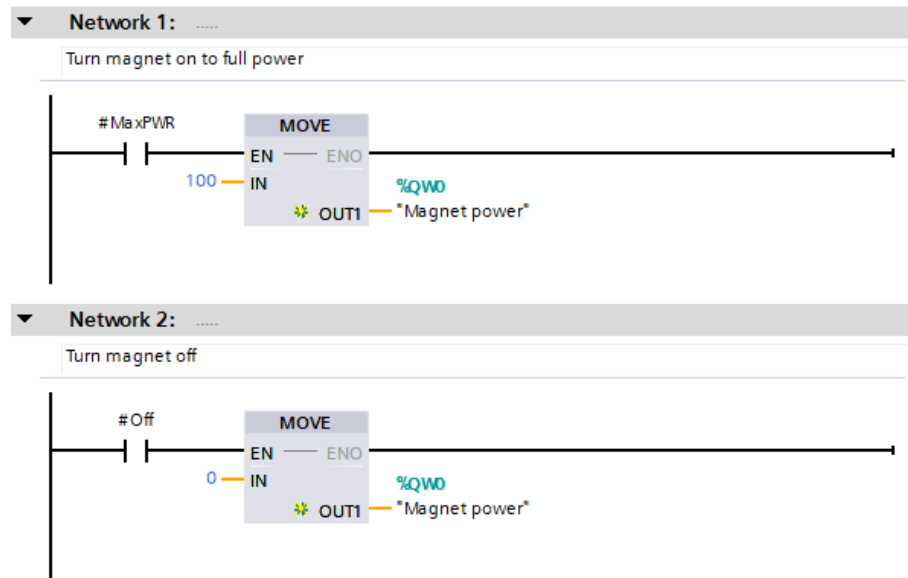 Network 1: .....
Turn magnet on to full power
#MaxPWR
MOVE
EN ENO
100 IN
%QW0
OUT1 "Magnet power"
Network 2: .....
Turn magnet off
#Off
MOVE
EN ENO
0 IN
%QW0
OUT1 "Magnet power"